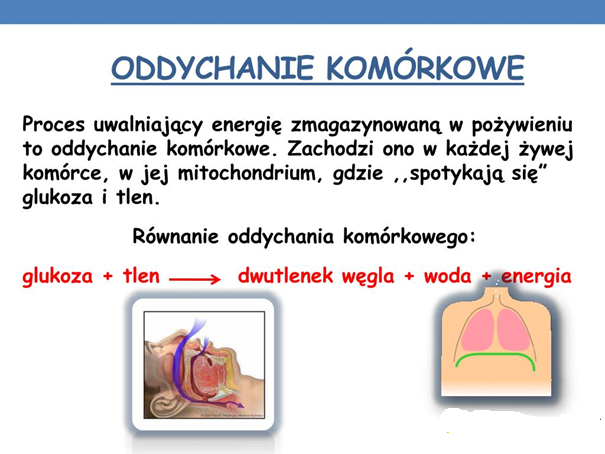 ODDYCHANIE KOMÓRKOWE
Proces uwalniający energię zmagazynowaną w pożywieniu
to oddychanie komórkowe. Zachodzi ono w każdej żywej
komórce, w jej mitochondrium, gdzie ,,spotykają się”
glukoza i tlen.
Równanie oddychania komórkowego:
glukoza + tlen ⟶ dwutlenek węgla + woda + energia